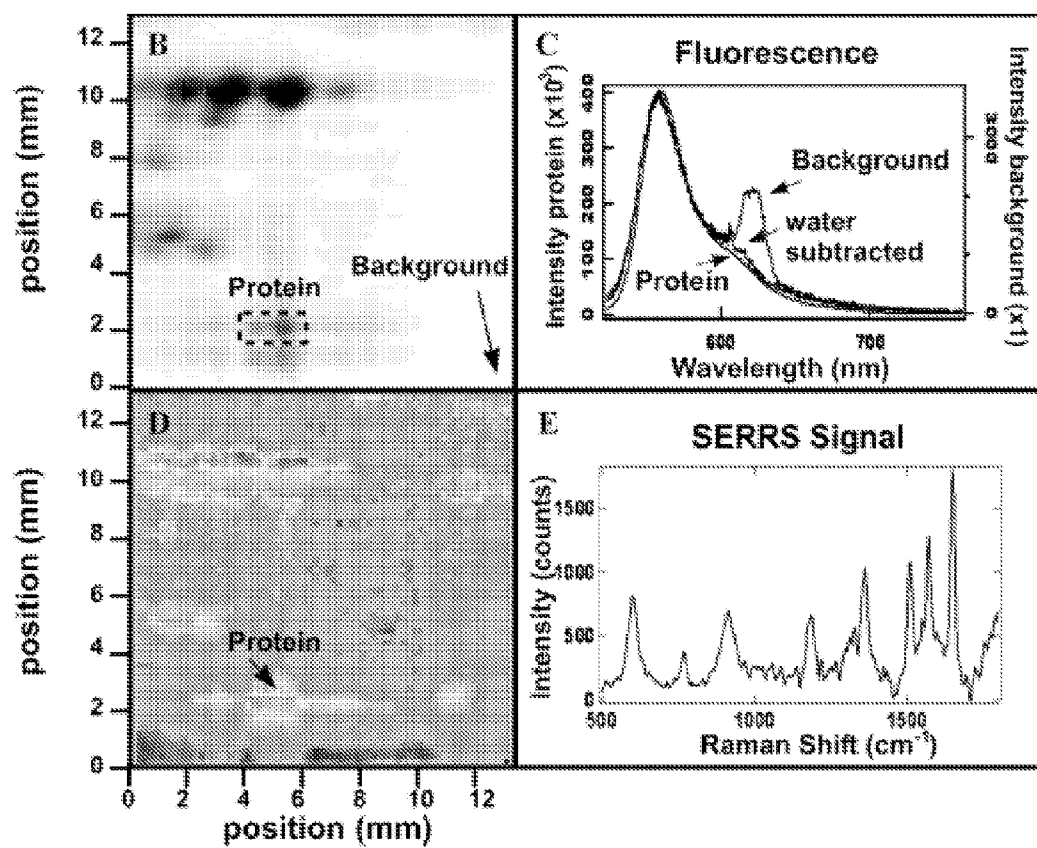 B
12
10
8
6
4
2
0
position (mm)
Protein
Background
C
Fluorescence
Intensity protein (x10³)
400
300
200
100
0
Background
water
subtracted
Protein
600
700
Wavelength (nm)
3000
0
Intensity background (x1)
D
12
10
8
6
4
2
0
position (mm)
Protein
0
2
4
6
8
10
12
position (mm)
E
SERRS Signal
Intensity (counts)
1500
1000
500
0
500
1000
1500
Raman Shift (cm⁻¹)